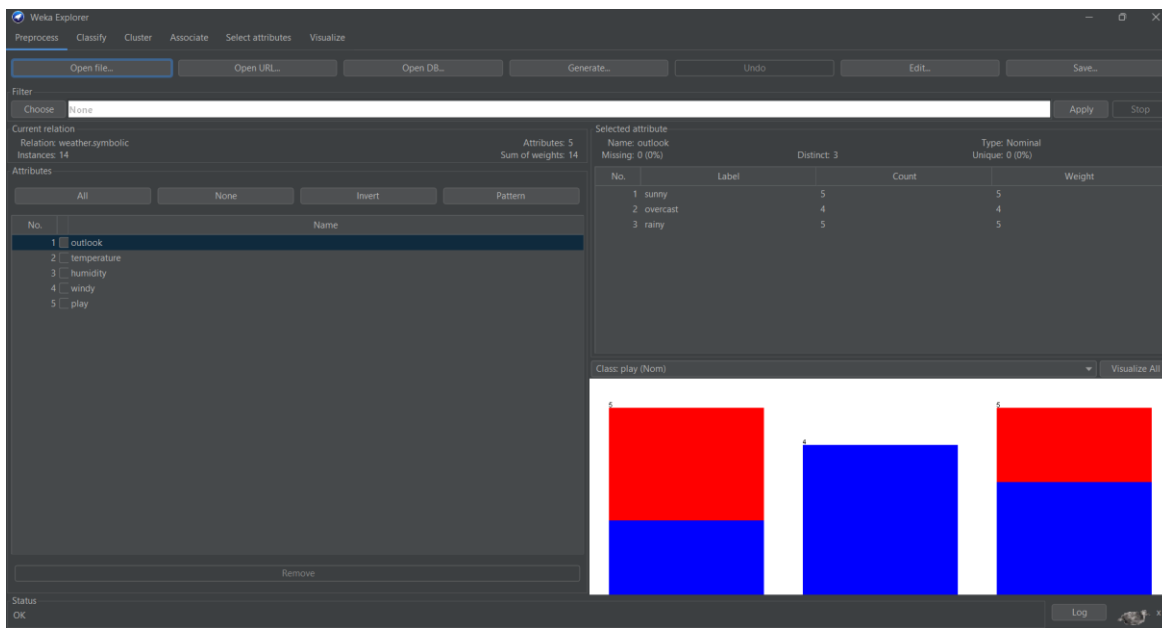 Weka Explorer
Preprocess Classify Cluster Associate Select attributes Visualize
Open file... Open URL... Open DB... Generate... Undo Edit... Save...
Filter
Choose None Apply Stop
Current relation
Relation: weather.symbolic Attributes: 5
Instances: 14 Sum of weights: 14
Attributes
All None Invert Pattern
No. Name
1 outlook
2 temperature
3 humidity
4 windy
5 play
Remove
Selected attribute
Name: outlook Type: Nominal
Missing: 0 (0%) Distinct: 3 Unique: 0 (0%)
No. Label Count Weight
1 sunny 5 5
2 overcast 4 4
3 rainy 5 5
Class: play (Nom) Visualize All
5 4 5
Status
OK Log x